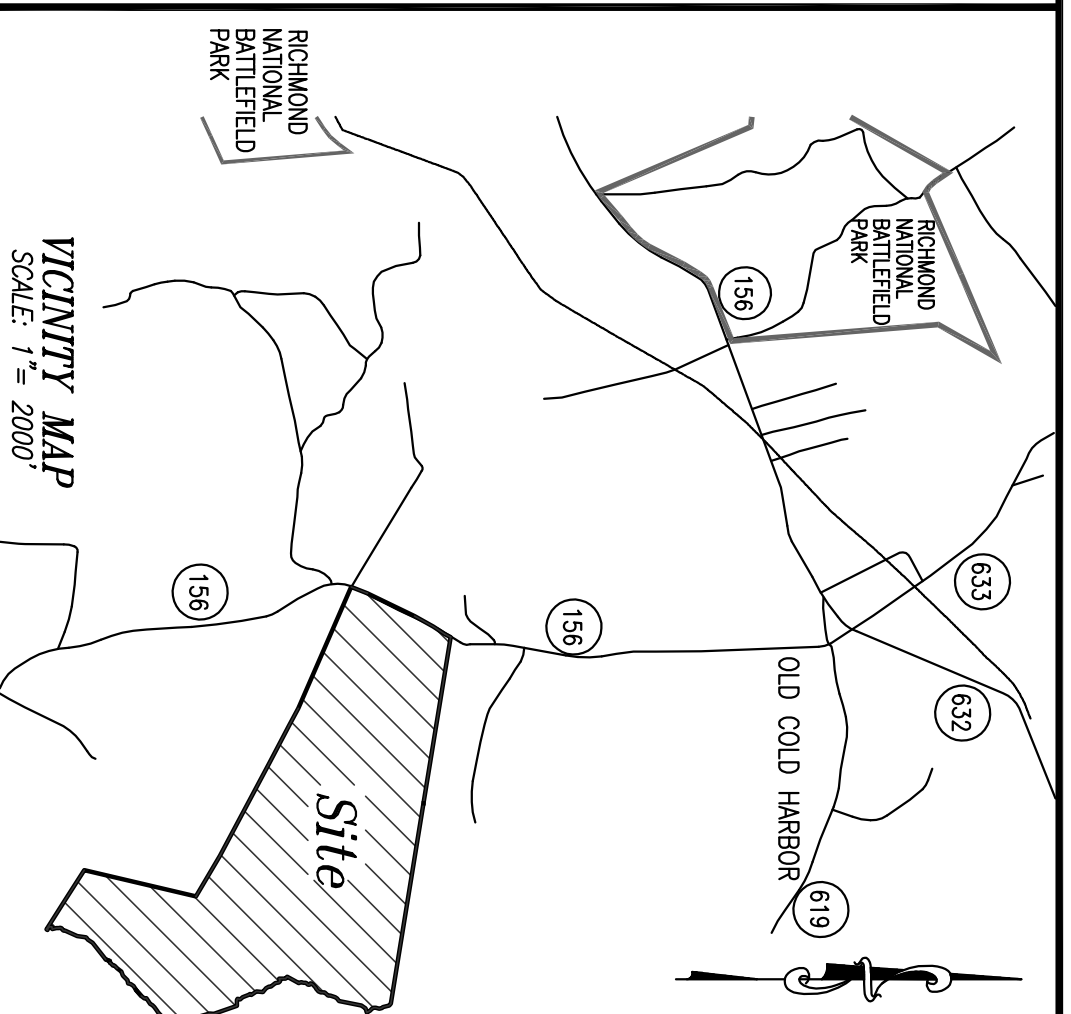 RICHMOND
NATIONAL
BATTLEFIELD
PARK
RICHMOND
NATIONAL
BATTLEFIELD
PARK
156
633
632
OLD COLD HARBOR
619
156
156
Site
VICINITY MAP
SCALE: 1"= 2000'